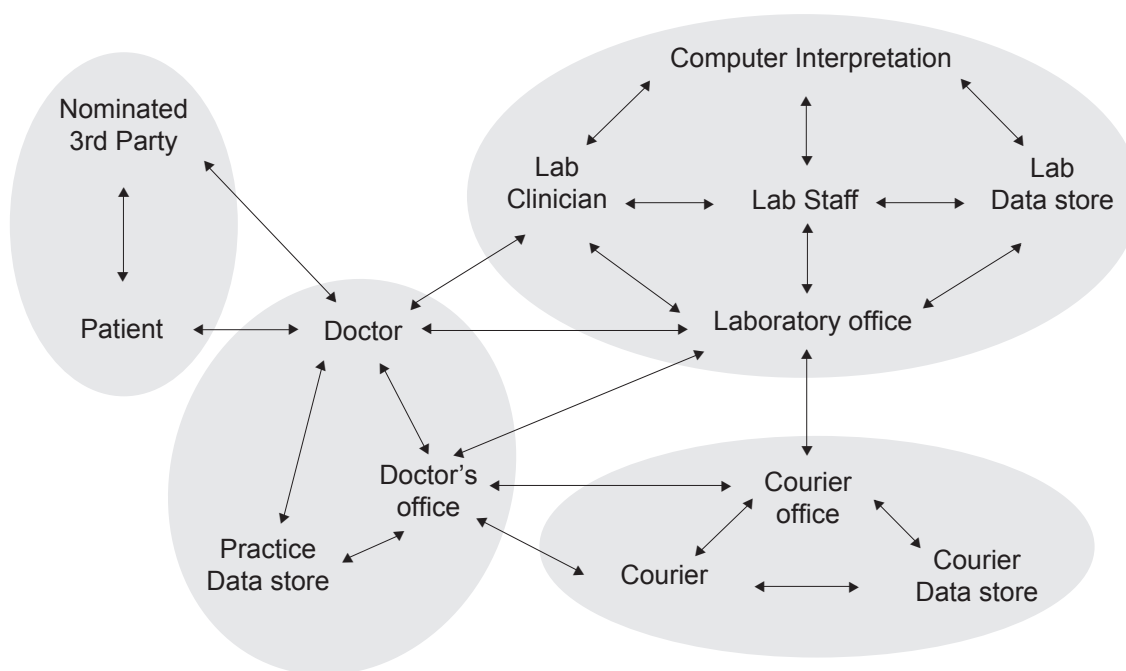 Computer Interpretation
Nominated
3rd Party
Lab
Clinician
Lab Staff
Lab
Data store
Patient
Doctor
Laboratory office
Doctor's
office
Courier
office
Practice
Data store
Courier
Courier
Data store